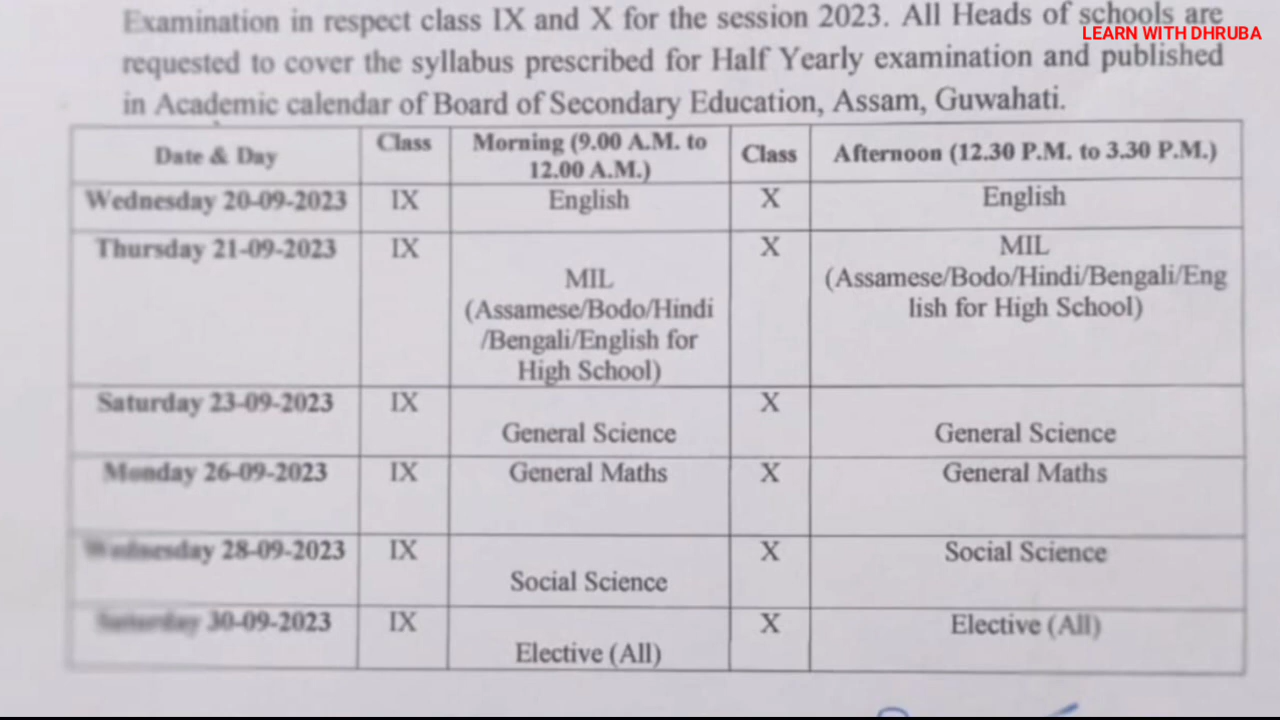 Examination in respect class IX and X for the session 2023. All Heads of schools are
LEARN WITH DHRUBA
requested to cover the syllabus prescribed for Half Yearly examination and published
in Academic calendar of Board of Secondary Education, Assam, Guwahati.
Date & Day Class Morning (9.00 A.M. to 12.00 A.M.) Class Afternoon (12.30 P.M. to 3.30 P.M.)
Wednesday 20-09-2023 IX English X English
Thursday 21-09-2023 IX
MIL
(Assamese/Bodo/Hindi
/Bengali/English for
High School)
X
MIL
(Assamese/Bodo/Hindi/Bengali/Eng
lish for High School)
Saturday 23-09-2023 IX General Science X General Science
Monday 26-09-2023 IX General Maths X General Maths
Wednesday 28-09-2023 IX Social Science X Social Science
Saturday 30-09-2023 IX Elective (All) X Elective (All)